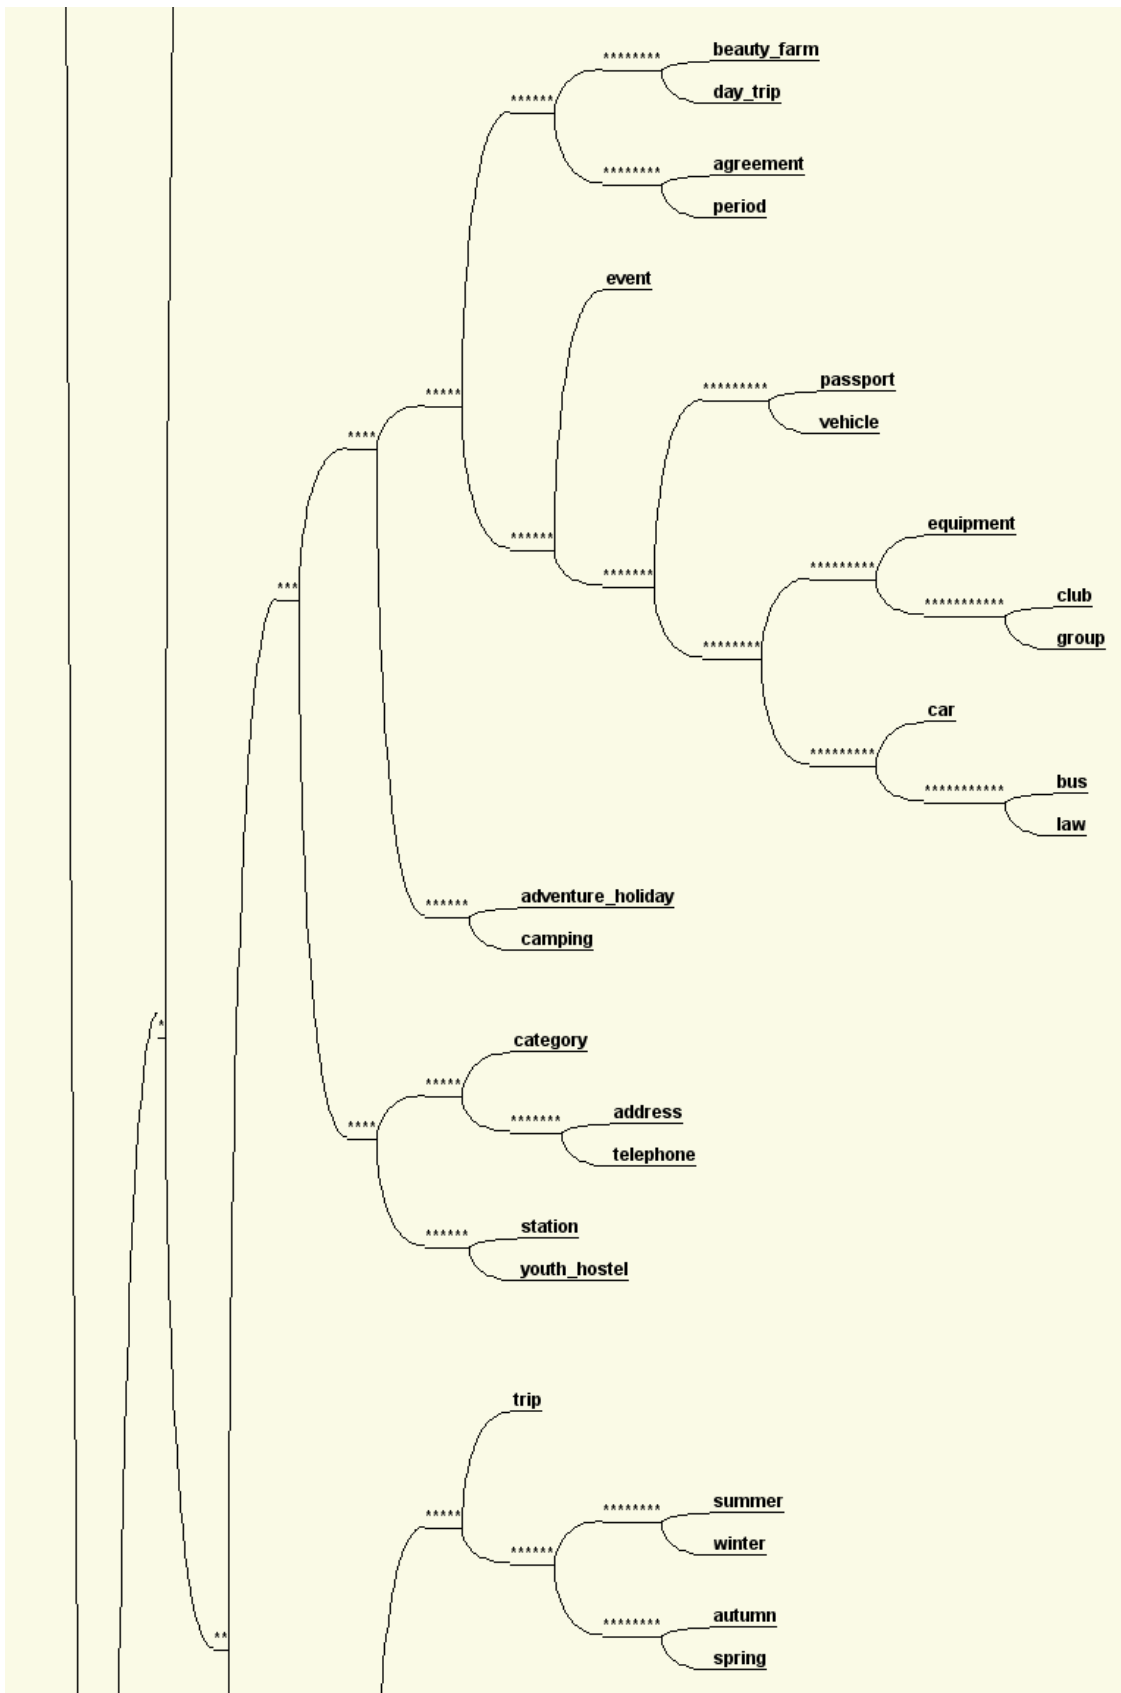 beauty_farm
********
day_trip
******
agreement
********
period
event
passport
*********
vehicle
*****
****
equipment
******
*********
*******
***
club
***********
group
********
car
*********
bus
***********
law
adventure_holiday
******
camping
*
category
*****
address
*******
telephone
****
station
******
youth_hostel
trip
summer
********
*****
winter
******
autumn
********
**
spring